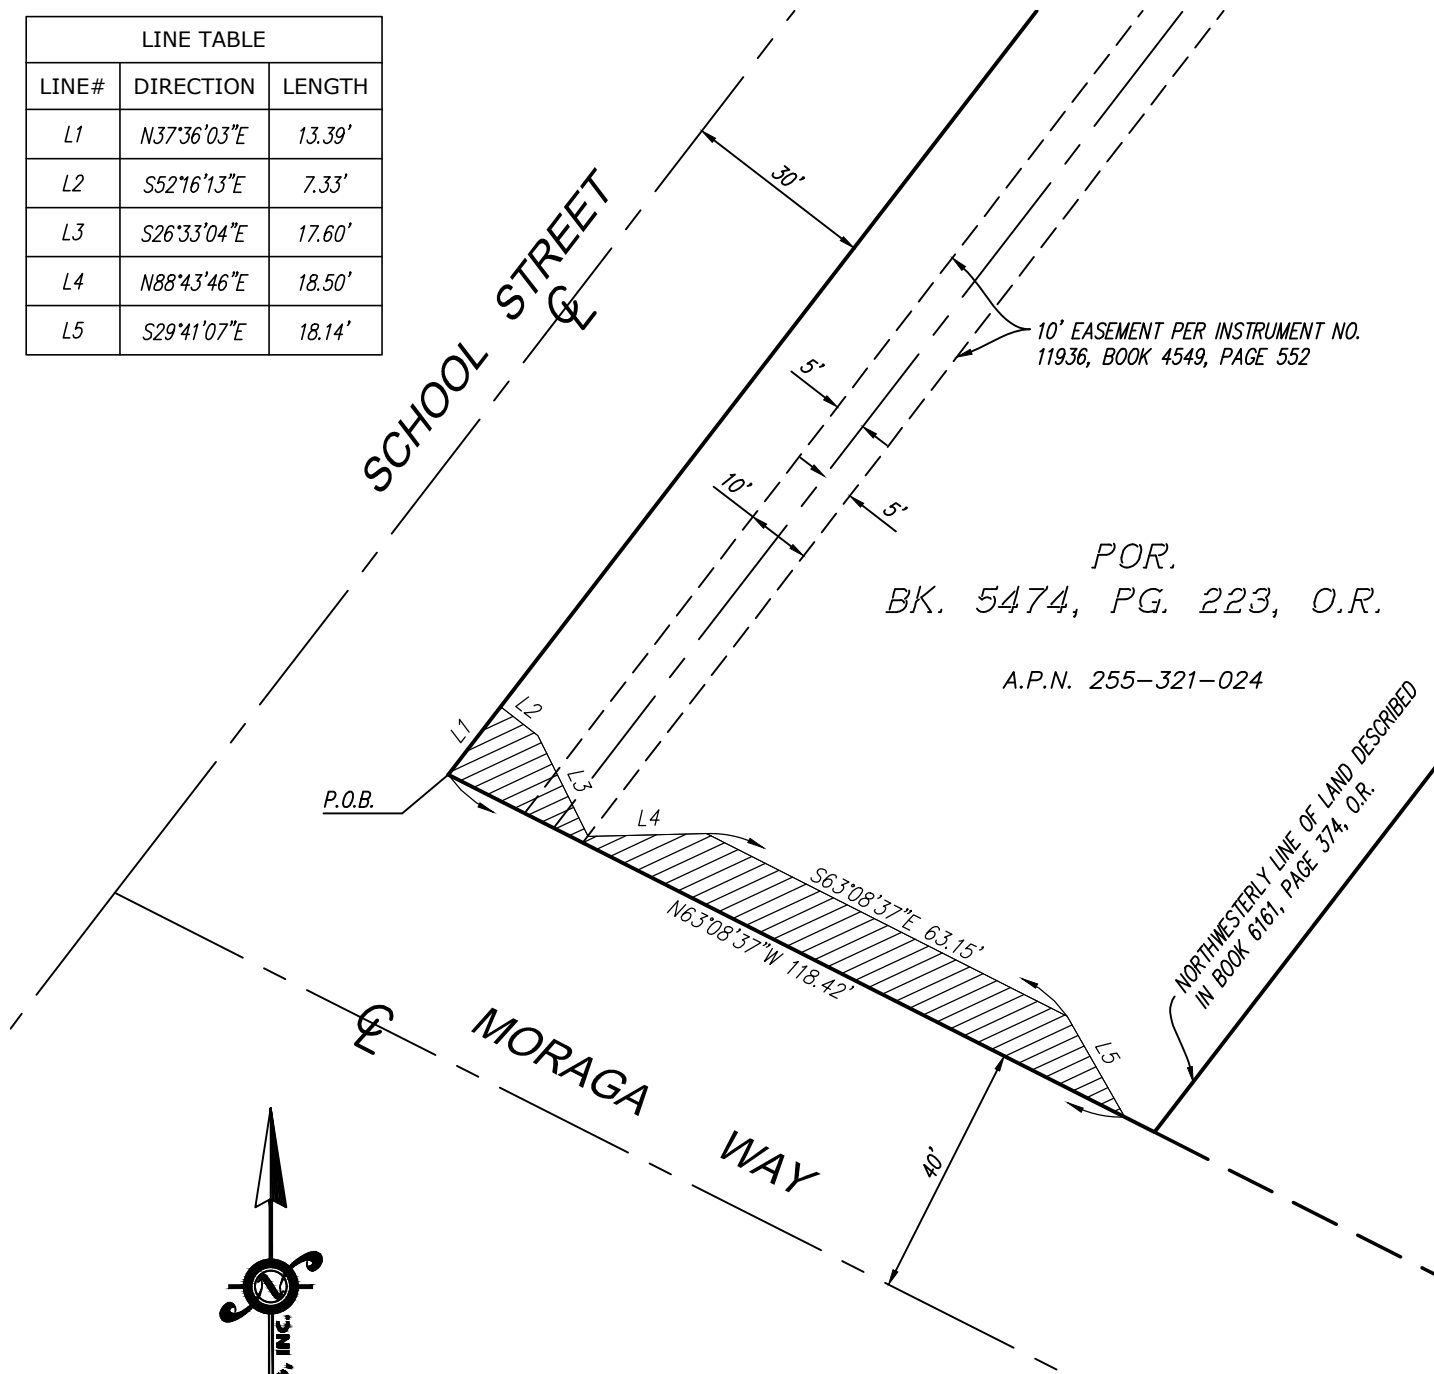 LINE TABLE
LINE# DIRECTION LENGTH
L1 N37°36'03"E 13.39'
L2 S52°16'13"E 7.33'
L3 S26°33'04"E 17.60'
L4 N88°43'46"E 18.50'
L5 S29°41'07"E 18.14'
30'
SCHOOL STREET
10' EASEMENT PER INSTRUMENT NO.
11936, BOOK 4549, PAGE 552
5'
10'
5'
POR.
BK. 5474, PG. 223, O.R.
A.P.N. 255-321-024
L1
L2
L3
L4
P.O.B.
S63°08'37"E 63.15'
N63°08'37"W 118.42'
L5
NORTHWESTERLY LINE OF LAND DESCRIBED
IN BOOK 6161, PAGE 374, O.R.
MORAGA WAY
40'
N
INC.